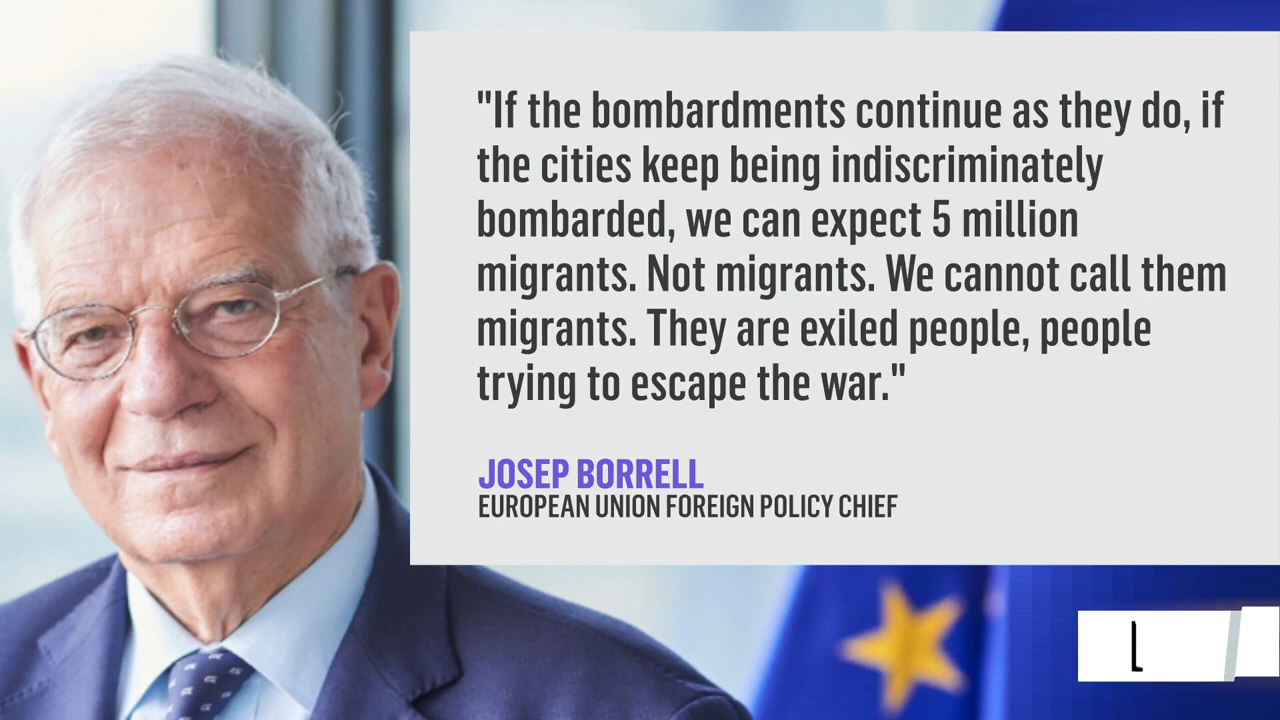 "If the bombardments continue as they do, if
the cities keep being indiscriminately
bombarded, we can expect 5 million
migrants. Not migrants. We cannot call them
migrants. They are exiled people, people
trying to escape the war."
JOSEP BORRELL
EUROPEAN UNION FOREIGN POLICY CHIEF